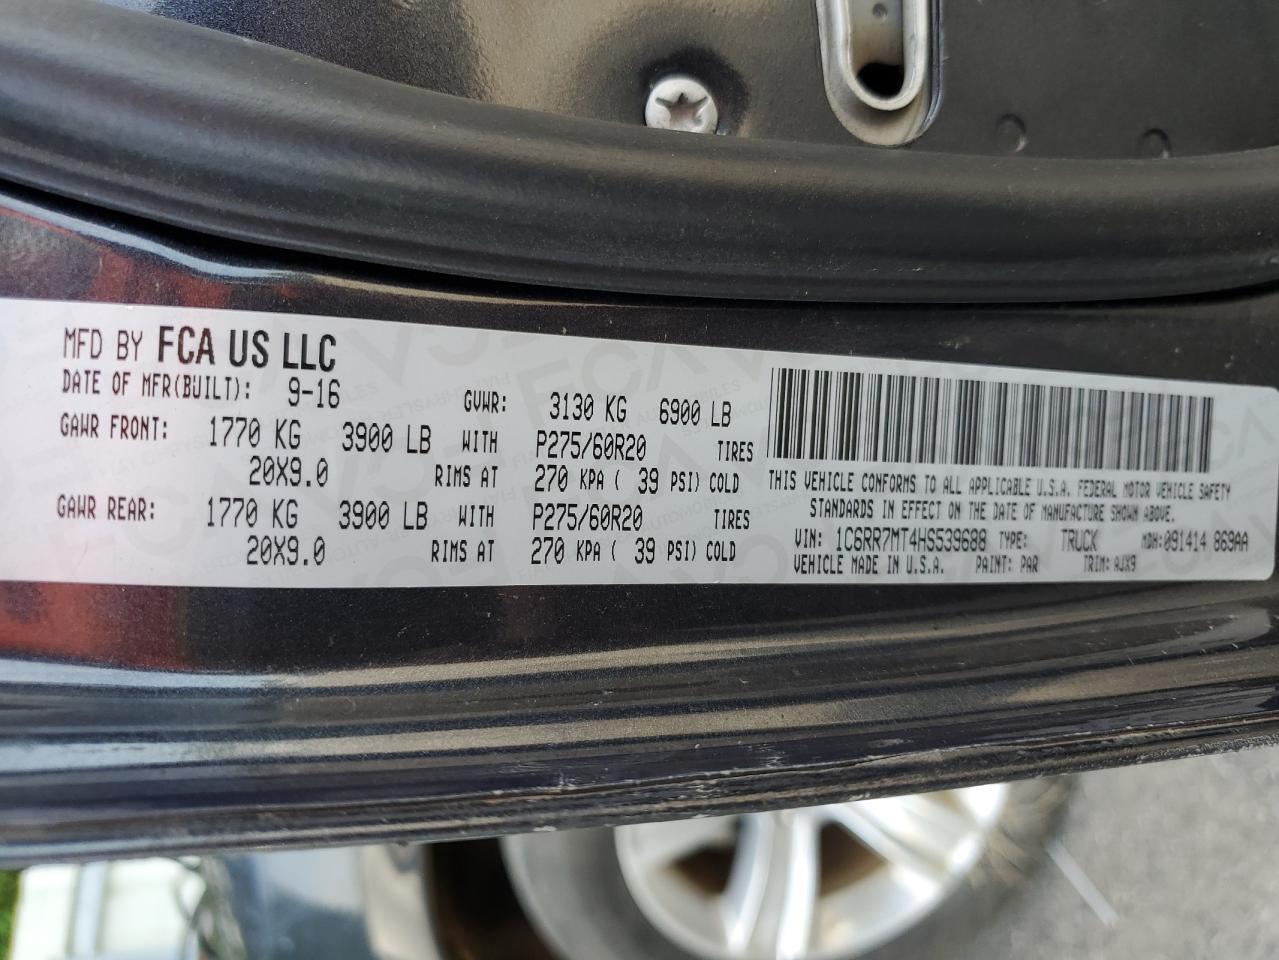 MFD BY FCA US LLC
DATE OF MFR(BUILT): 9-16 GVWR: 3130 KG 6900 LB
GAWR FRONT: 1770 KG 3900 LB WITH P275/60R20 TIRES
20X9.0 RIMS AT 270 KPA ( 39 PSI) COLD
GAWR REAR: 1770 KG 3900 LB WITH P275/60R20 TIRES
20X9.0 RIMS AT 270 KPA ( 39 PSI) COLD
THIS VEHICLE CONFORMS TO ALL APPLICABLE U.S.A. FEDERAL MOTOR VEHICLE SAFETY
STANDARDS IN EFFECT ON THE DATE OF MANUFACTURE SHOWN ABOVE.
VIN: 1C6RR7MT4HS539688 TYPE: TRUCK MDH: 091414 869AA
VEHICLE MADE IN U.S.A. PAINT: PAR TRIM: AJX9